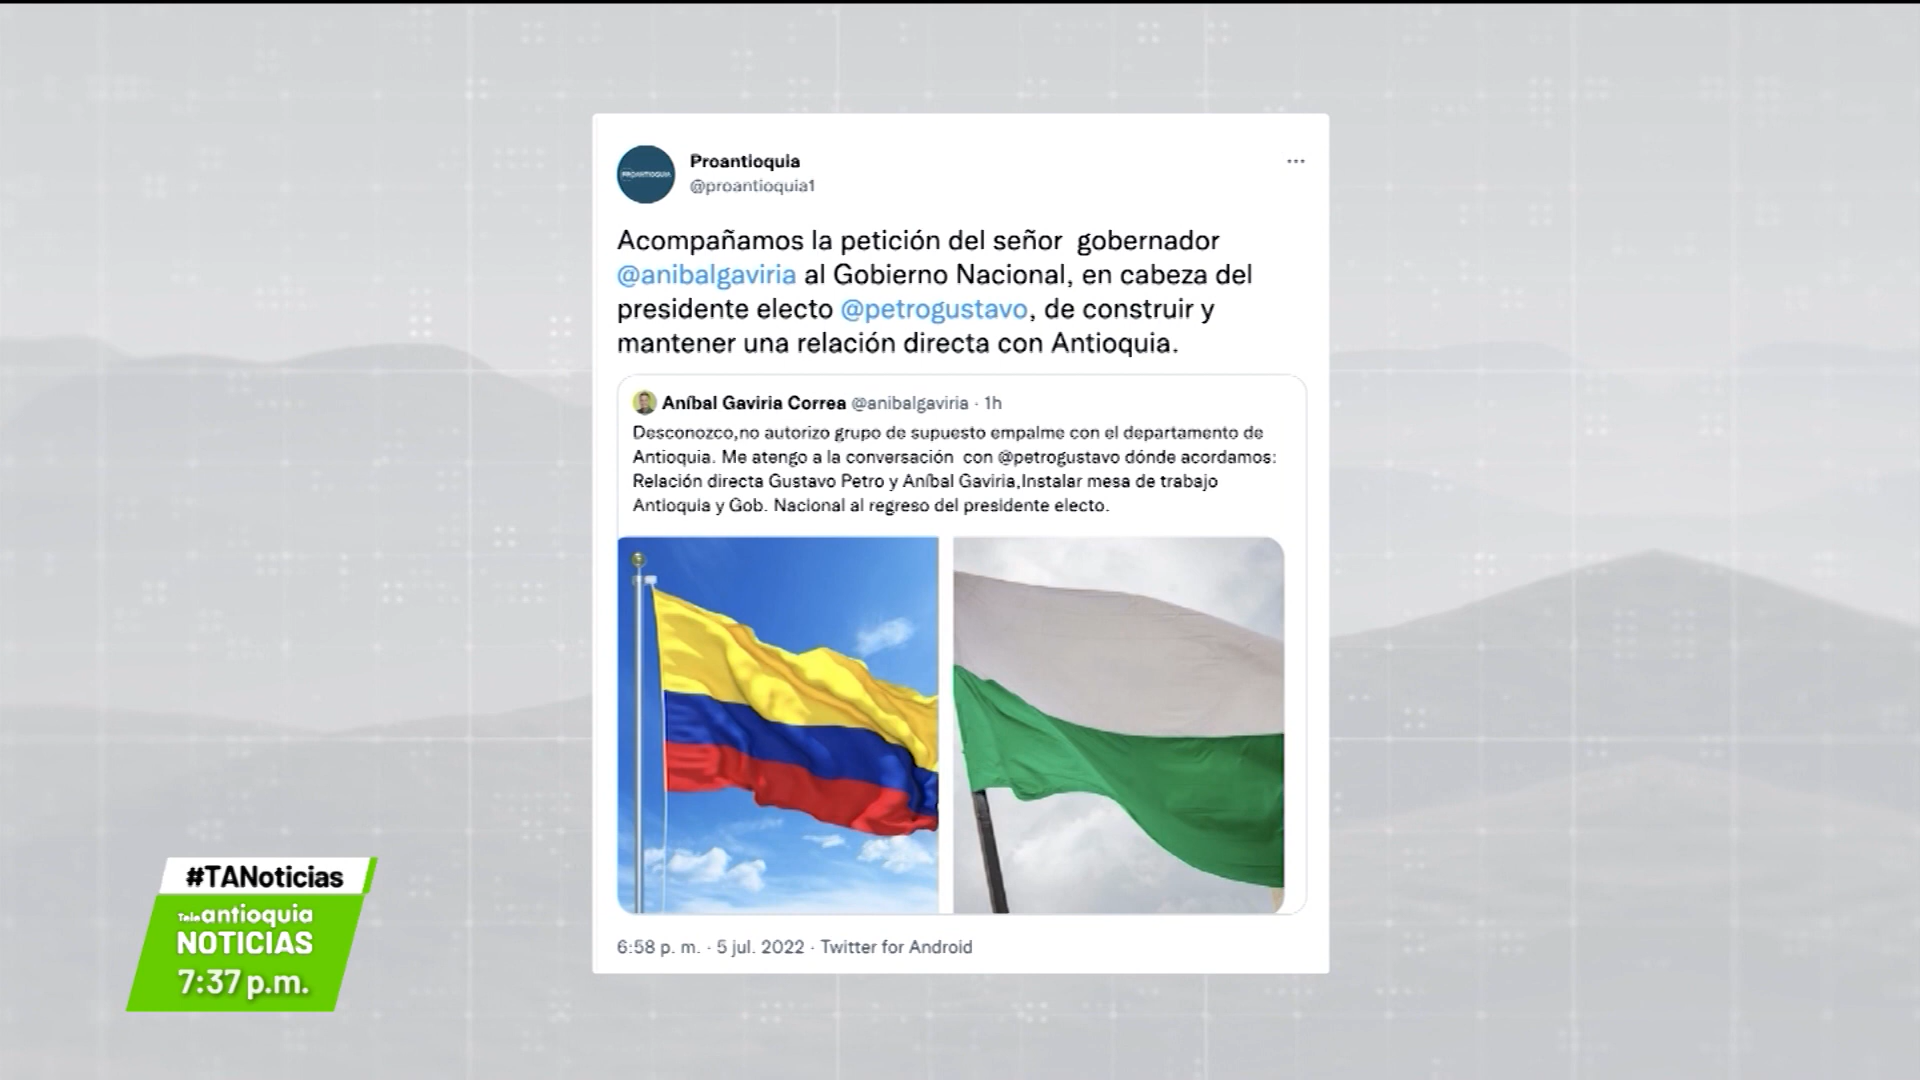 Proantioquia
@proantioquia1
PROANTIOQUIA
Acompañamos la petición del señor  gobernador
@anibalgaviria al Gobierno Nacional, en cabeza del
presidente electo @petrogustavo, de construir y
mantener una relación directa con Antioquia.
Aníbal Gaviria Correa @anibalgaviria · 1h
Desconozco,no autorizo grupo de supuesto empalme con el departamento de
Antioquia. Me atengo a la conversación  con @petrogustavo dónde acordamos:
Relación directa Gustavo Petro y Aníbal Gaviria,Instalar mesa de trabajo
Antioquia y Gob. Nacional al regreso del presidente electo.
6:58 p. m. · 5 jul. 2022 · Twitter for Android
#TANoticias
Teleantioquia
NOTICIAS
7:37 p.m.